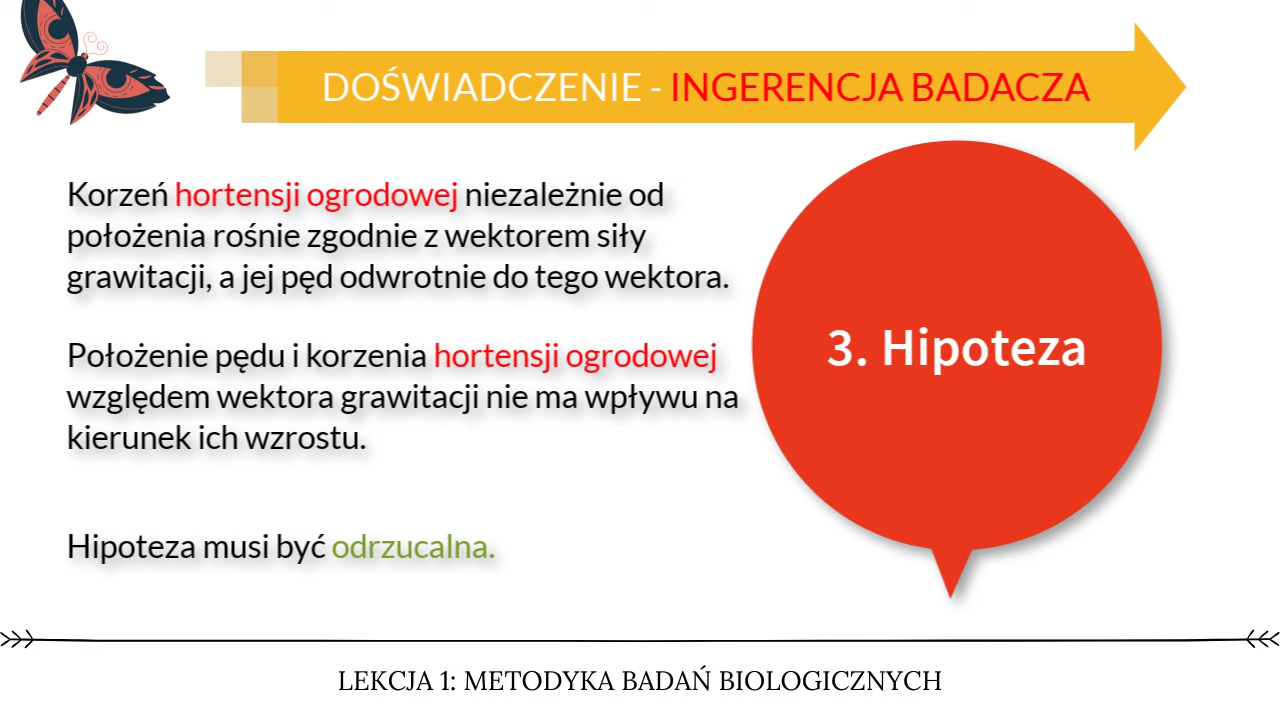 DOŚWIADCZENIE - INGERENCJA BADACZA
Korzeń hortensji ogrodowej niezależnie od
położenia rośnie zgodnie z wektorem siły
grawitacji, a jej pęd odwrotnie do tego wektora.
Położenie pędu i korzenia hortensji ogrodowej
względem wektora grawitacji nie ma wpływu na
kierunek ich wzrostu.
Hipoteza musi być odrzucalna.
3. Hipoteza
LEKCJA 1: METODYKA BADAŃ BIOLOGICZNYCH